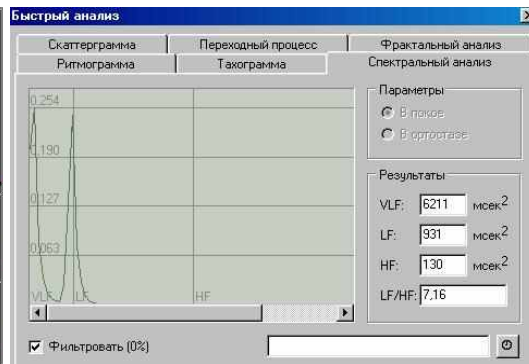 Быстрый анализ
Скаттерграмма Переходный процесс Фрактальный анализ
Ритмограмма Тахограмма Спектральный анализ
Параметры
В покое
В ортостазе
0.254
0.190
0.127
0.063
VLF LF HF
Результаты
VLF: 6211 мсек2
LF: 931 мсек2
HF: 130 мсек2
LF/HF: 7,16
Фильтровать (0%)